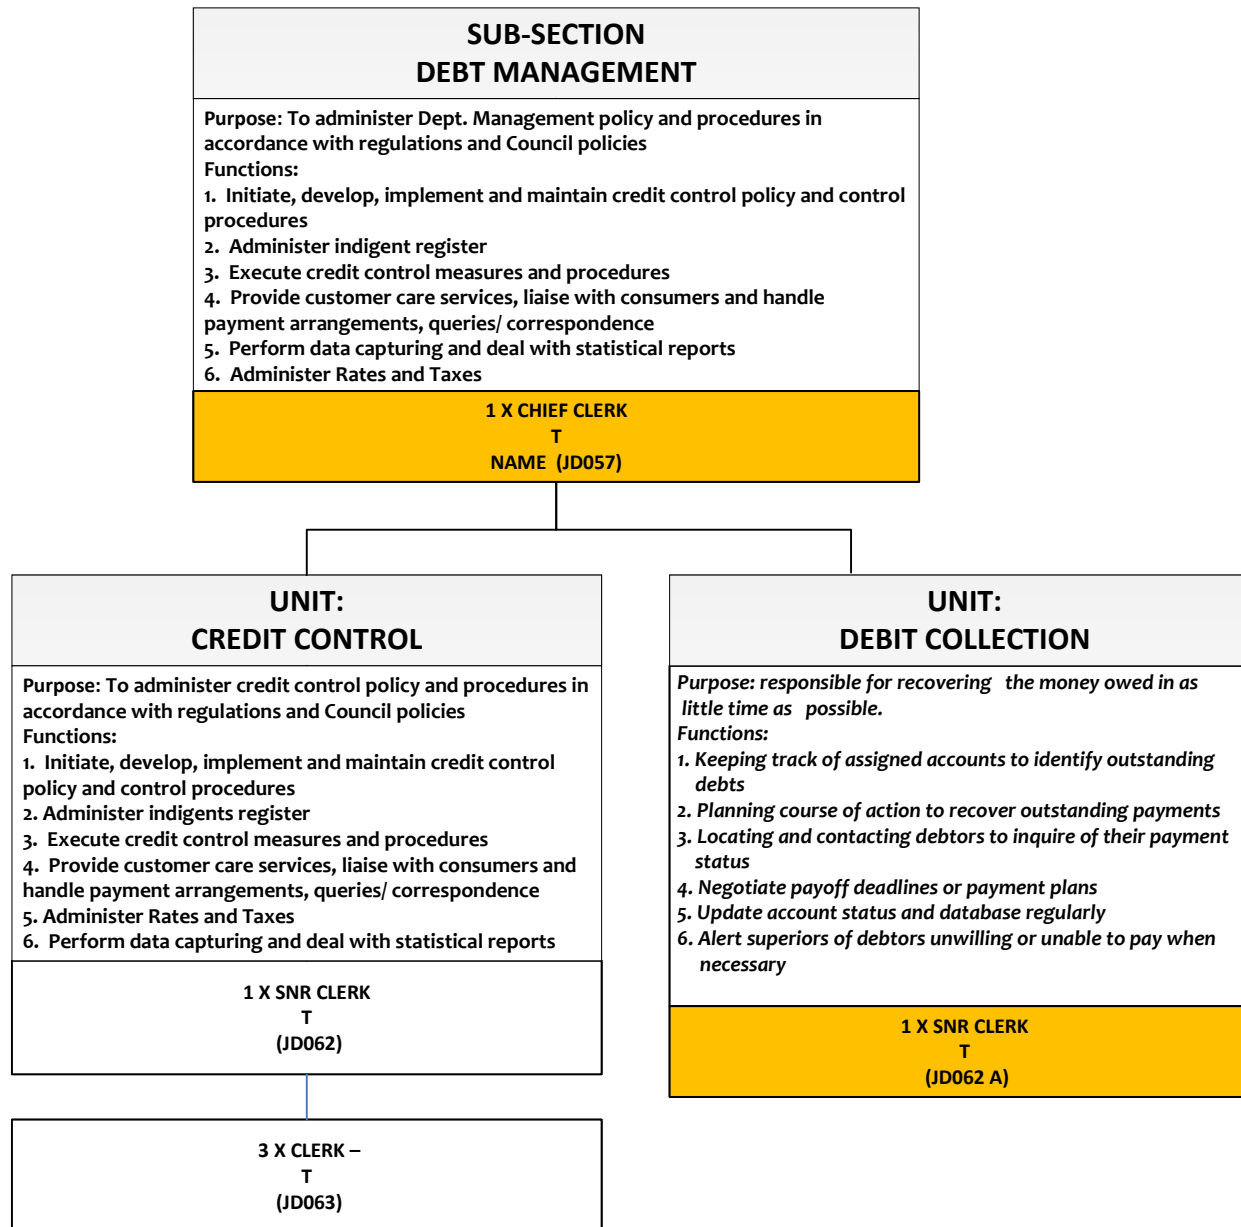 SUB-SECTION
DEBT MANAGEMENT
Purpose: To administer Dept. Management policy and procedures in
accordance with regulations and Council policies
Functions:
1. Initiate, develop, implement and maintain credit control policy and control
procedures
2. Administer indigent register
3. Execute credit control measures and procedures
4. Provide customer care services, liaise with consumers and handle
payment arrangements, queries/ correspondence
5. Perform data capturing and deal with statistical reports
6. Administer Rates and Taxes
1 X CHIEF CLERK
T
NAME (JD057)
UNIT:
CREDIT CONTROL
Purpose: To administer credit control policy and procedures in
accordance with regulations and Council policies
Functions:
1. Initiate, develop, implement and maintain credit control
policy and control procedures
2. Administer indigents register
3. Execute credit control measures and procedures
4. Provide customer care services, liaise with consumers and
handle payment arrangements, queries/ correspondence
5. Administer Rates and Taxes
6. Perform data capturing and deal with statistical reports
1 X SNR CLERK
T
(JD062)
3 X CLERK –
T
(JD063)
UNIT:
DEBIT COLLECTION
Purpose: responsible for recovering the money owed in as
little time as possible.
Functions:
1. Keeping track of assigned accounts to identify outstanding
debts
2. Planning course of action to recover outstanding payments
3. Locating and contacting debtors to inquire of their payment
status
4. Negotiate payoff deadlines or payment plans
5. Update account status and database regularly
6. Alert superiors of debtors unwilling or unable to pay when
necessary
1 X SNR CLERK
T
(JD062 A)